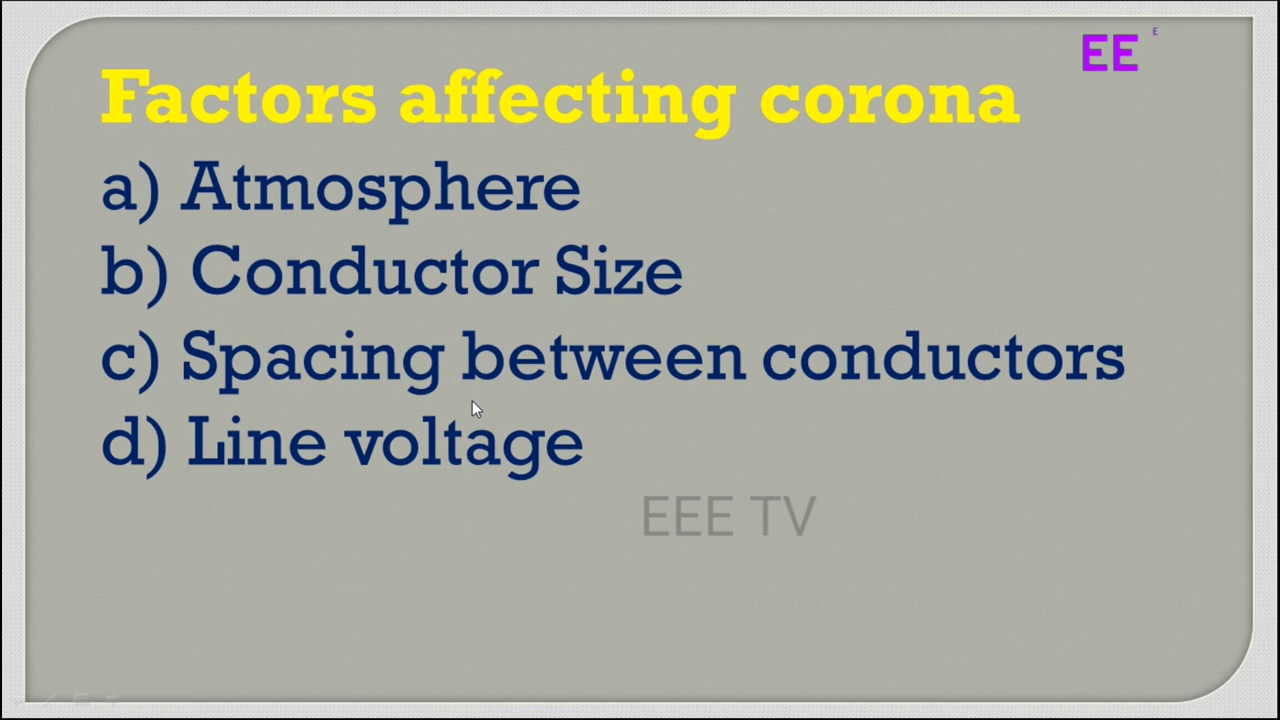 EE E
Factors affecting corona
a) Atmosphere
b) Conductor Size
c) Spacing between conductors
d) Line voltage
EEE TV